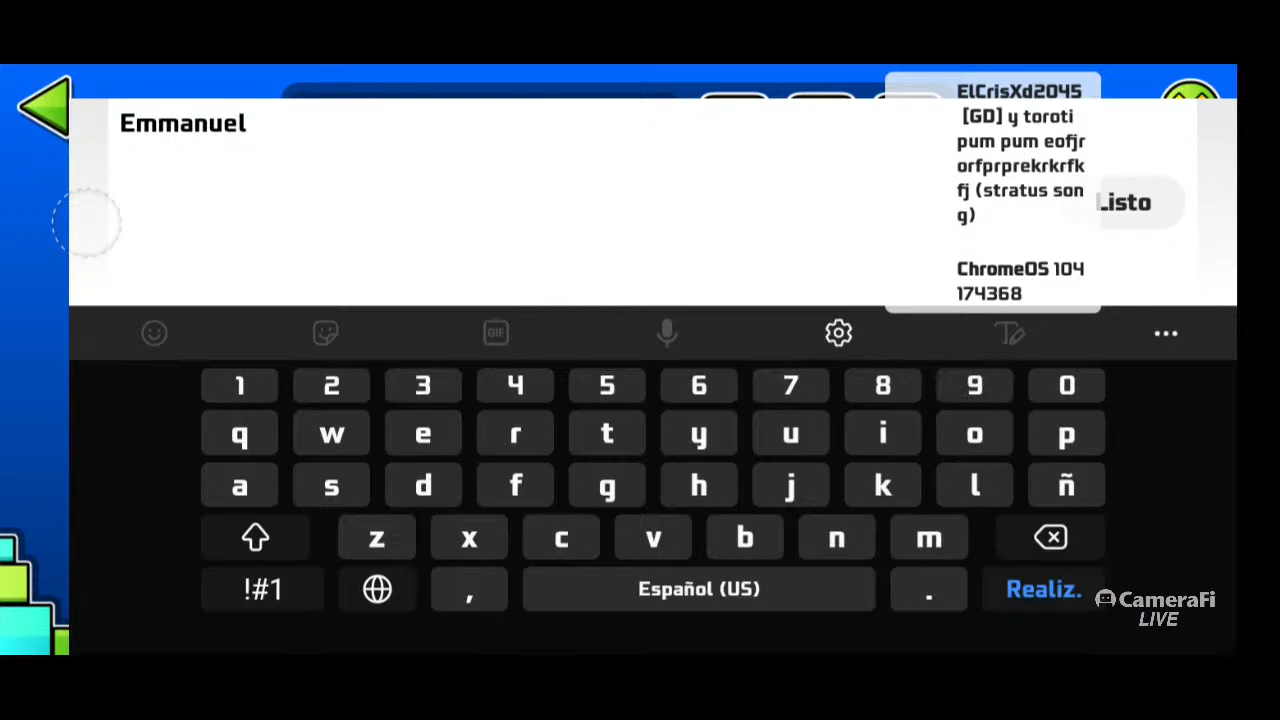 Emmanuel
ElCrisXd2045
[GD] y toroti
pum pum eofjr
orfprprekrkrfk
fj (stratus son
g)
Listo
ChromeOS 104
174368
GIF
1 2 3 4 5 6 7 8 9 0
q w e r t y u i o p
a s d f g h j k l ñ
z x c v b n m
!#1 , Español (US) . Realiz.
CameraFi
LIVE